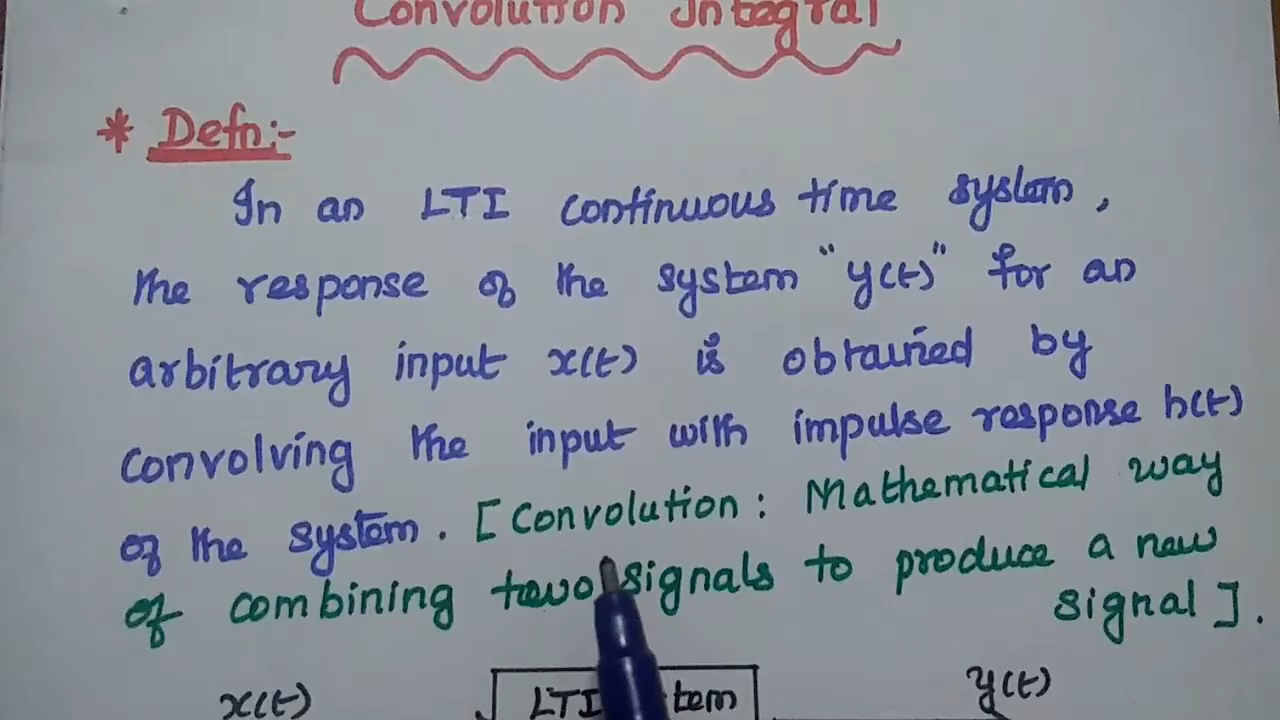 Convolution Integral
* Defn:-
In an LTI continuous time system,
the response of the system "y(t)" for an
arbitrary input x(t) is obtained by
convolving the input with impulse response h(t)
of the system. [Convolution: Mathematical way
of combining two signals to produce a new
signal].
x(t) LTI tem y(t)